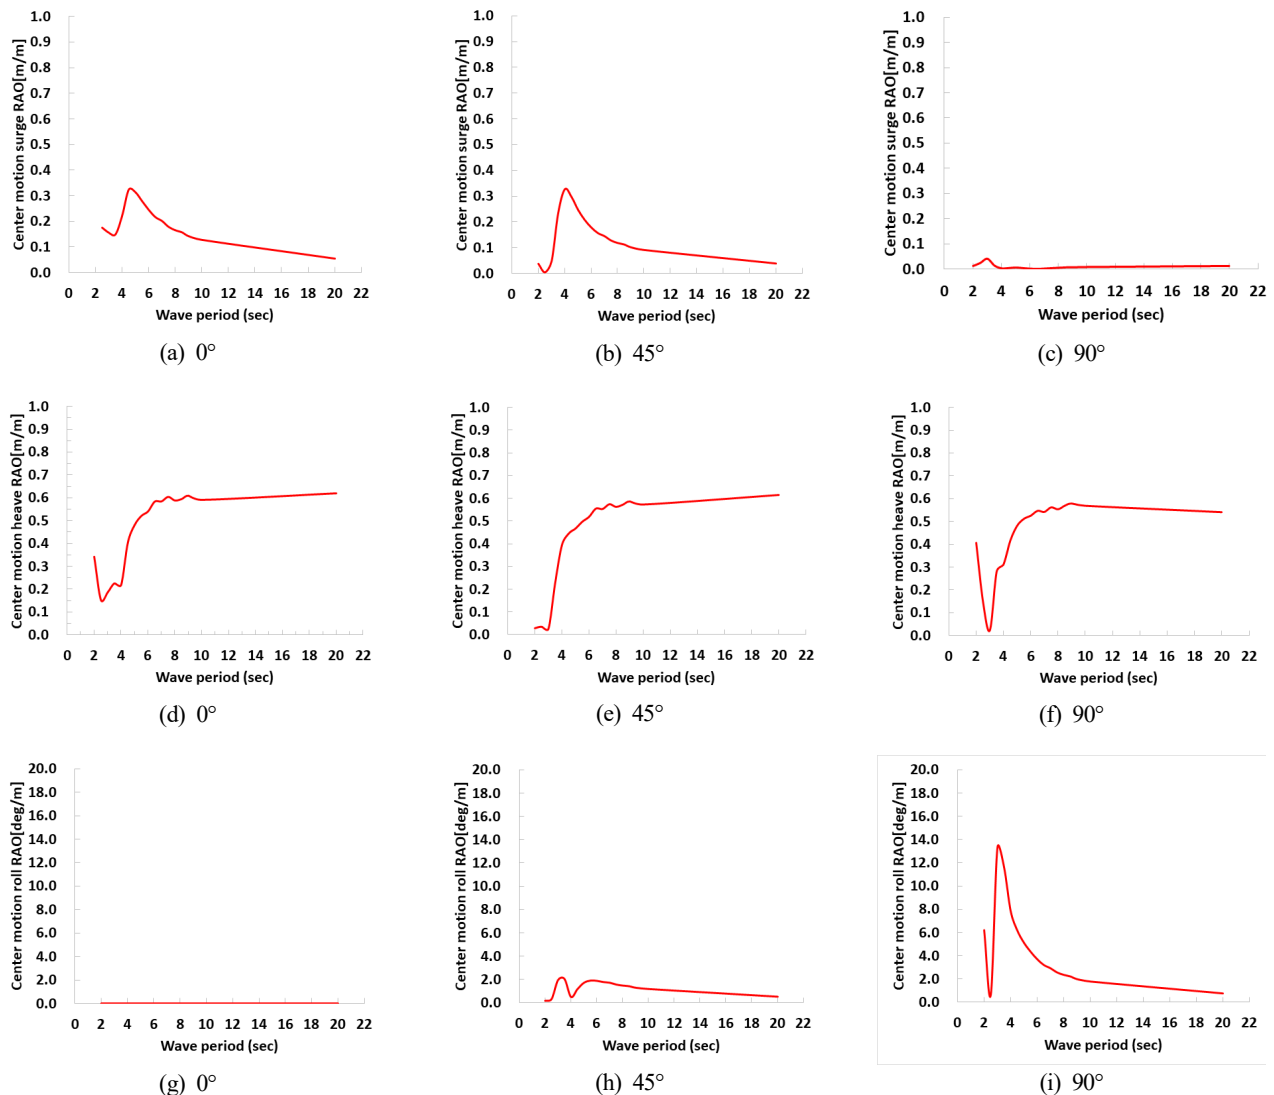 Center motion surge RAO[m/m]
1.0
0.9
0.8
0.7
0.6
0.5
0.4
0.3
0.2
0.1
0.0
0 2 4 6 8 10 12 14 16 18 20 22
Wave period (sec)
(a) 0°
Center motion surge RAO[m/m]
1.0
0.9
0.8
0.7
0.6
0.5
0.4
0.3
0.2
0.1
0.0
0 2 4 6 8 10 12 14 16 18 20 22
Wave period (sec)
(b) 45°
Center motion surge RAO[m/m]
1.0
0.9
0.8
0.7
0.6
0.5
0.4
0.3
0.2
0.1
0.0
0 2 4 6 8 10 12 14 16 18 20 22
Wave period (sec)
(c) 90°
Center motion heave RAO[m/m]
1.0
0.9
0.8
0.7
0.6
0.5
0.4
0.3
0.2
0.1
0.0
0 2 4 6 8 10 12 14 16 18 20 22
Wave period (sec)
(d) 0°
Center motion heave RAO[m/m]
1.0
0.9
0.8
0.7
0.6
0.5
0.4
0.3
0.2
0.1
0.0
0 2 4 6 8 10 12 14 16 18 20 22
Wave period (sec)
(e) 45°
Center motion heave RAO[m/m]
1.0
0.9
0.8
0.7
0.6
0.5
0.4
0.3
0.2
0.1
0.0
0 2 4 6 8 10 12 14 16 18 20 22
Wave period (sec)
(f) 90°
Center motion roll RAO[deg/m]
20.0
18.0
16.0
14.0
12.0
10.0
8.0
6.0
4.0
2.0
0.0
0 2 4 6 8 10 12 14 16 18 20 22
Wave period (sec)
(g) 0°
Center motion roll RAO[deg/m]
20.0
18.0
16.0
14.0
12.0
10.0
8.0
6.0
4.0
2.0
0.0
0 2 4 6 8 10 12 14 16 18 20 22
Wave period (sec)
(h) 45°
Center motion roll RAO[deg/m]
20.0
18.0
16.0
14.0
12.0
10.0
8.0
6.0
4.0
2.0
0.0
0 2 4 6 8 10 12 14 16 18 20 22
Wave period (sec)
(i) 90°